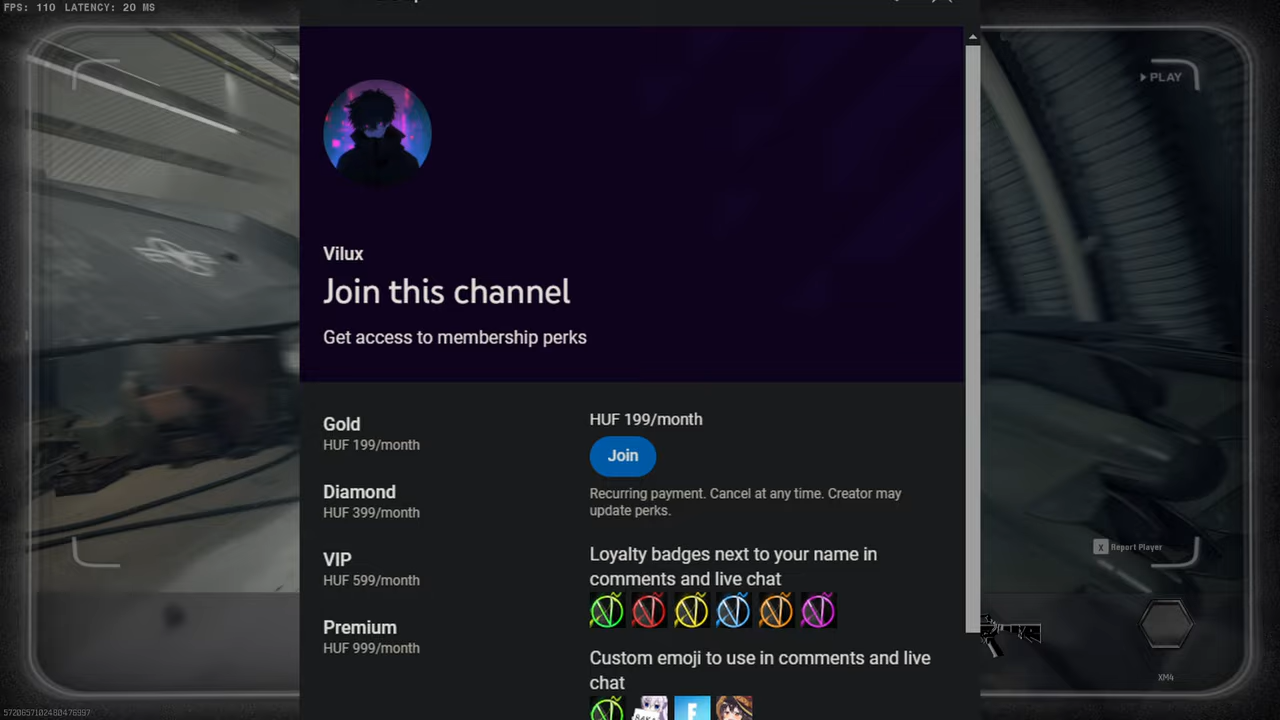 FPS: 110 LATENCY: 20 MS
PLAY
Vilux
Join this channel
Get access to membership perks
Gold
HUF 199/month
Diamond
HUF 399/month
VIP
HUF 599/month
Premium
HUF 999/month
HUF 199/month
Join
Recurring payment. Cancel at any time. Creator may
update perks.
Loyalty badges next to your name in
comments and live chat
Custom emoji to use in comments and live
chat
X Report Player
XM4